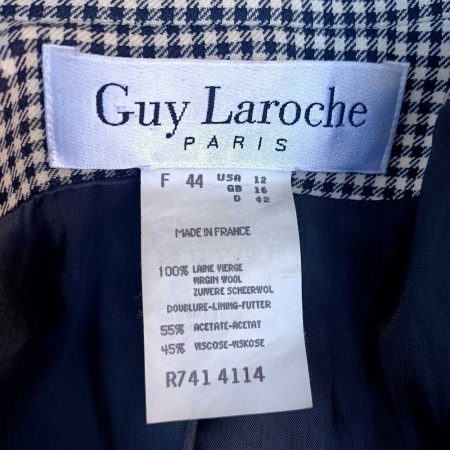 Guy Laroche
PARIS
F 44 USA 12
GB 16
D 42
MADE IN FRANCE
100% LAINE VIERGE
VIRGIN WOOL
ZUWERE SCHEERWOL
DOUBLURE-LINING-FUTTER
55% ACETATE-ACETAT
45% VISCOSE-VISKOSE
R741 4114